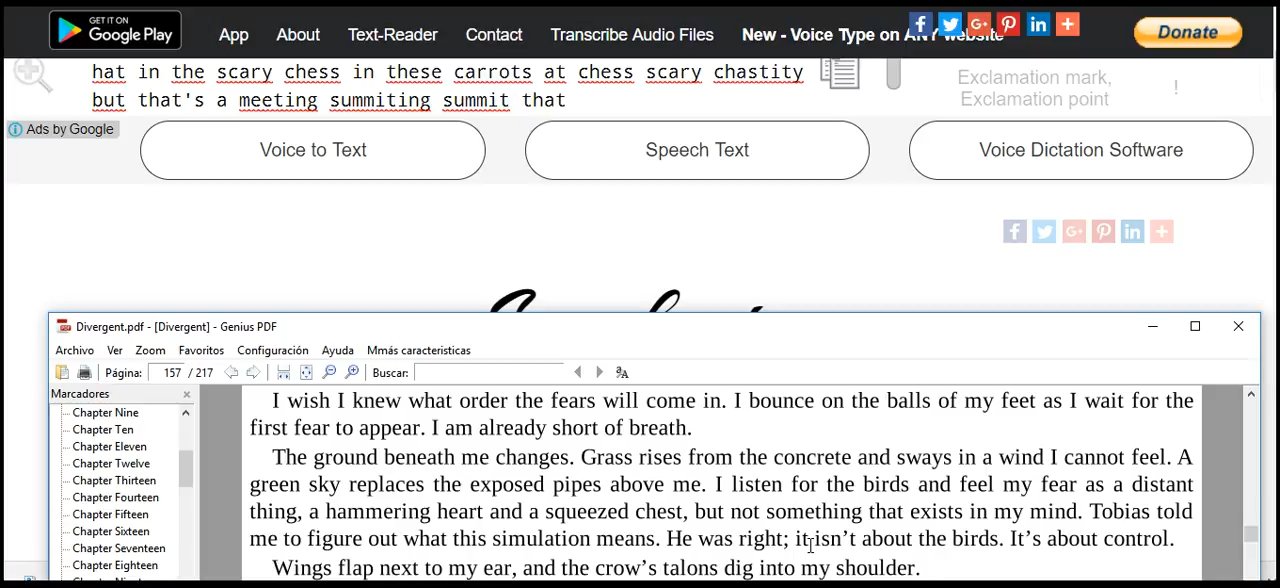 GET IT ON
Google Play
App About Text-Reader Contact Transcribe Audio Files New - Voice Type on ANY website Donate
hat in the scary chess in these carrots at chess scary chastity
but that's a meeting summiting summit that
Exclamation mark,
Exclamation point !
Ads by Google
Voice to Text Speech Text Voice Dictation Software
Divergent.pdf - [Divergent] - Genius PDF
Archivo Ver Zoom Favoritos Configuración Ayuda Mmás caracteristicas
Página: 157 / 217 Buscar:
Marcadores
Chapter Nine
Chapter Ten
Chapter Eleven
Chapter Twelve
Chapter Thirteen
Chapter Fourteen
Chapter Fifteen
Chapter Sixteen
Chapter Seventeen
Chapter Eighteen
I wish I knew what order the fears will come in. I bounce on the balls of my feet as I wait for the
first fear to appear. I am already short of breath.
The ground beneath me changes. Grass rises from the concrete and sways in a wind I cannot feel. A
green sky replaces the exposed pipes above me. I listen for the birds and feel my fear as a distant
thing, a hammering heart and a squeezed chest, but not something that exists in my mind. Tobias told
me to figure out what this simulation means. He was right; it isn't about the birds. It's about control.
Wings flap next to my ear, and the crow's talons dig into my shoulder.